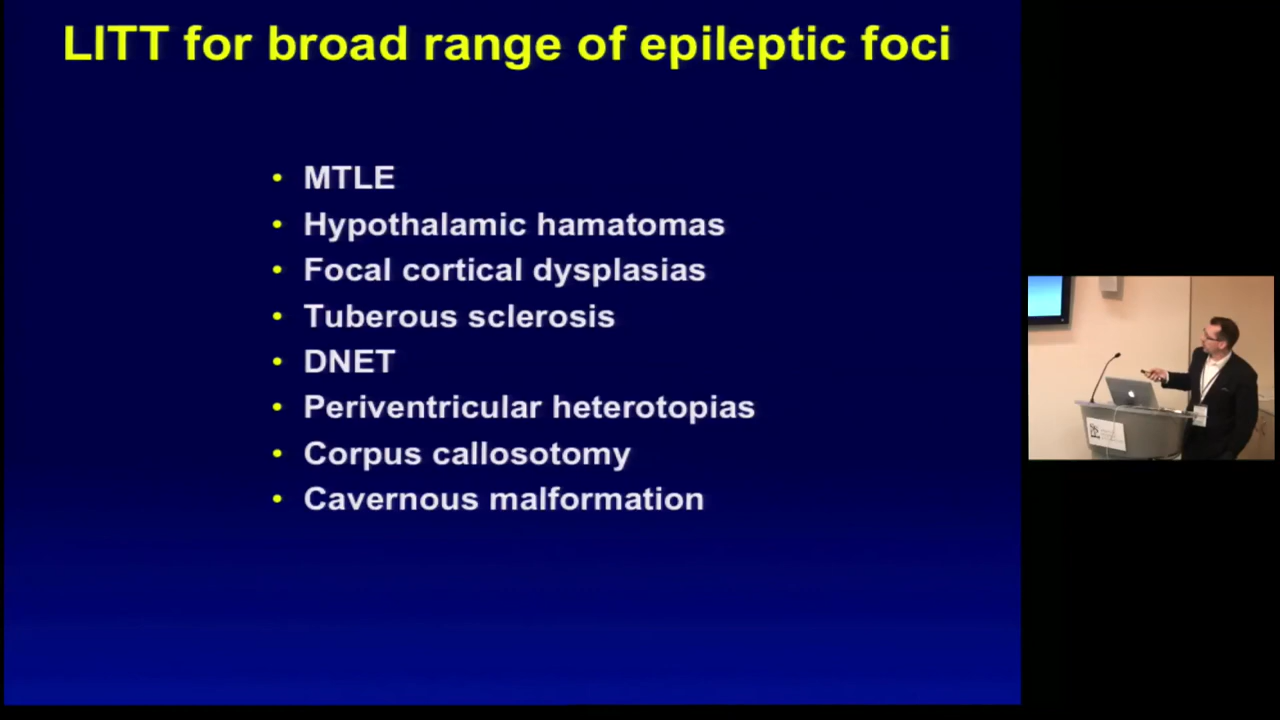 LITT for broad range of epileptic foci
• MTLE
• Hypothalamic hamatomas
• Focal cortical dysplasias
• Tuberous sclerosis
• DNET
• Periventricular heterotopias
• Corpus callosotomy
• Cavernous malformation